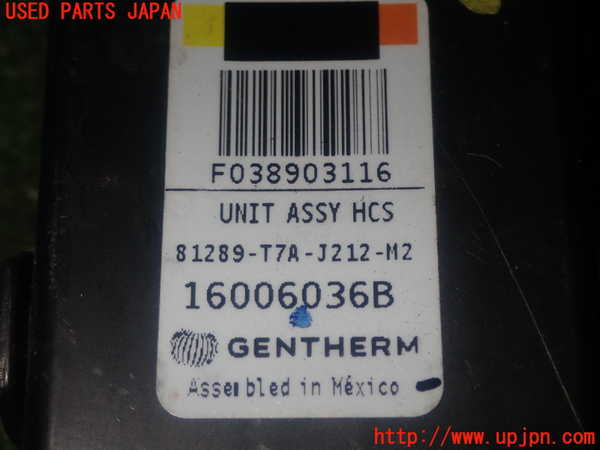 USED PARTS JAPAN
F038903116
UNIT ASSY HCS
81289-T7A-J212-M2
16006036B
GENTHERM
Assembled in México
http://www.upjpn.com